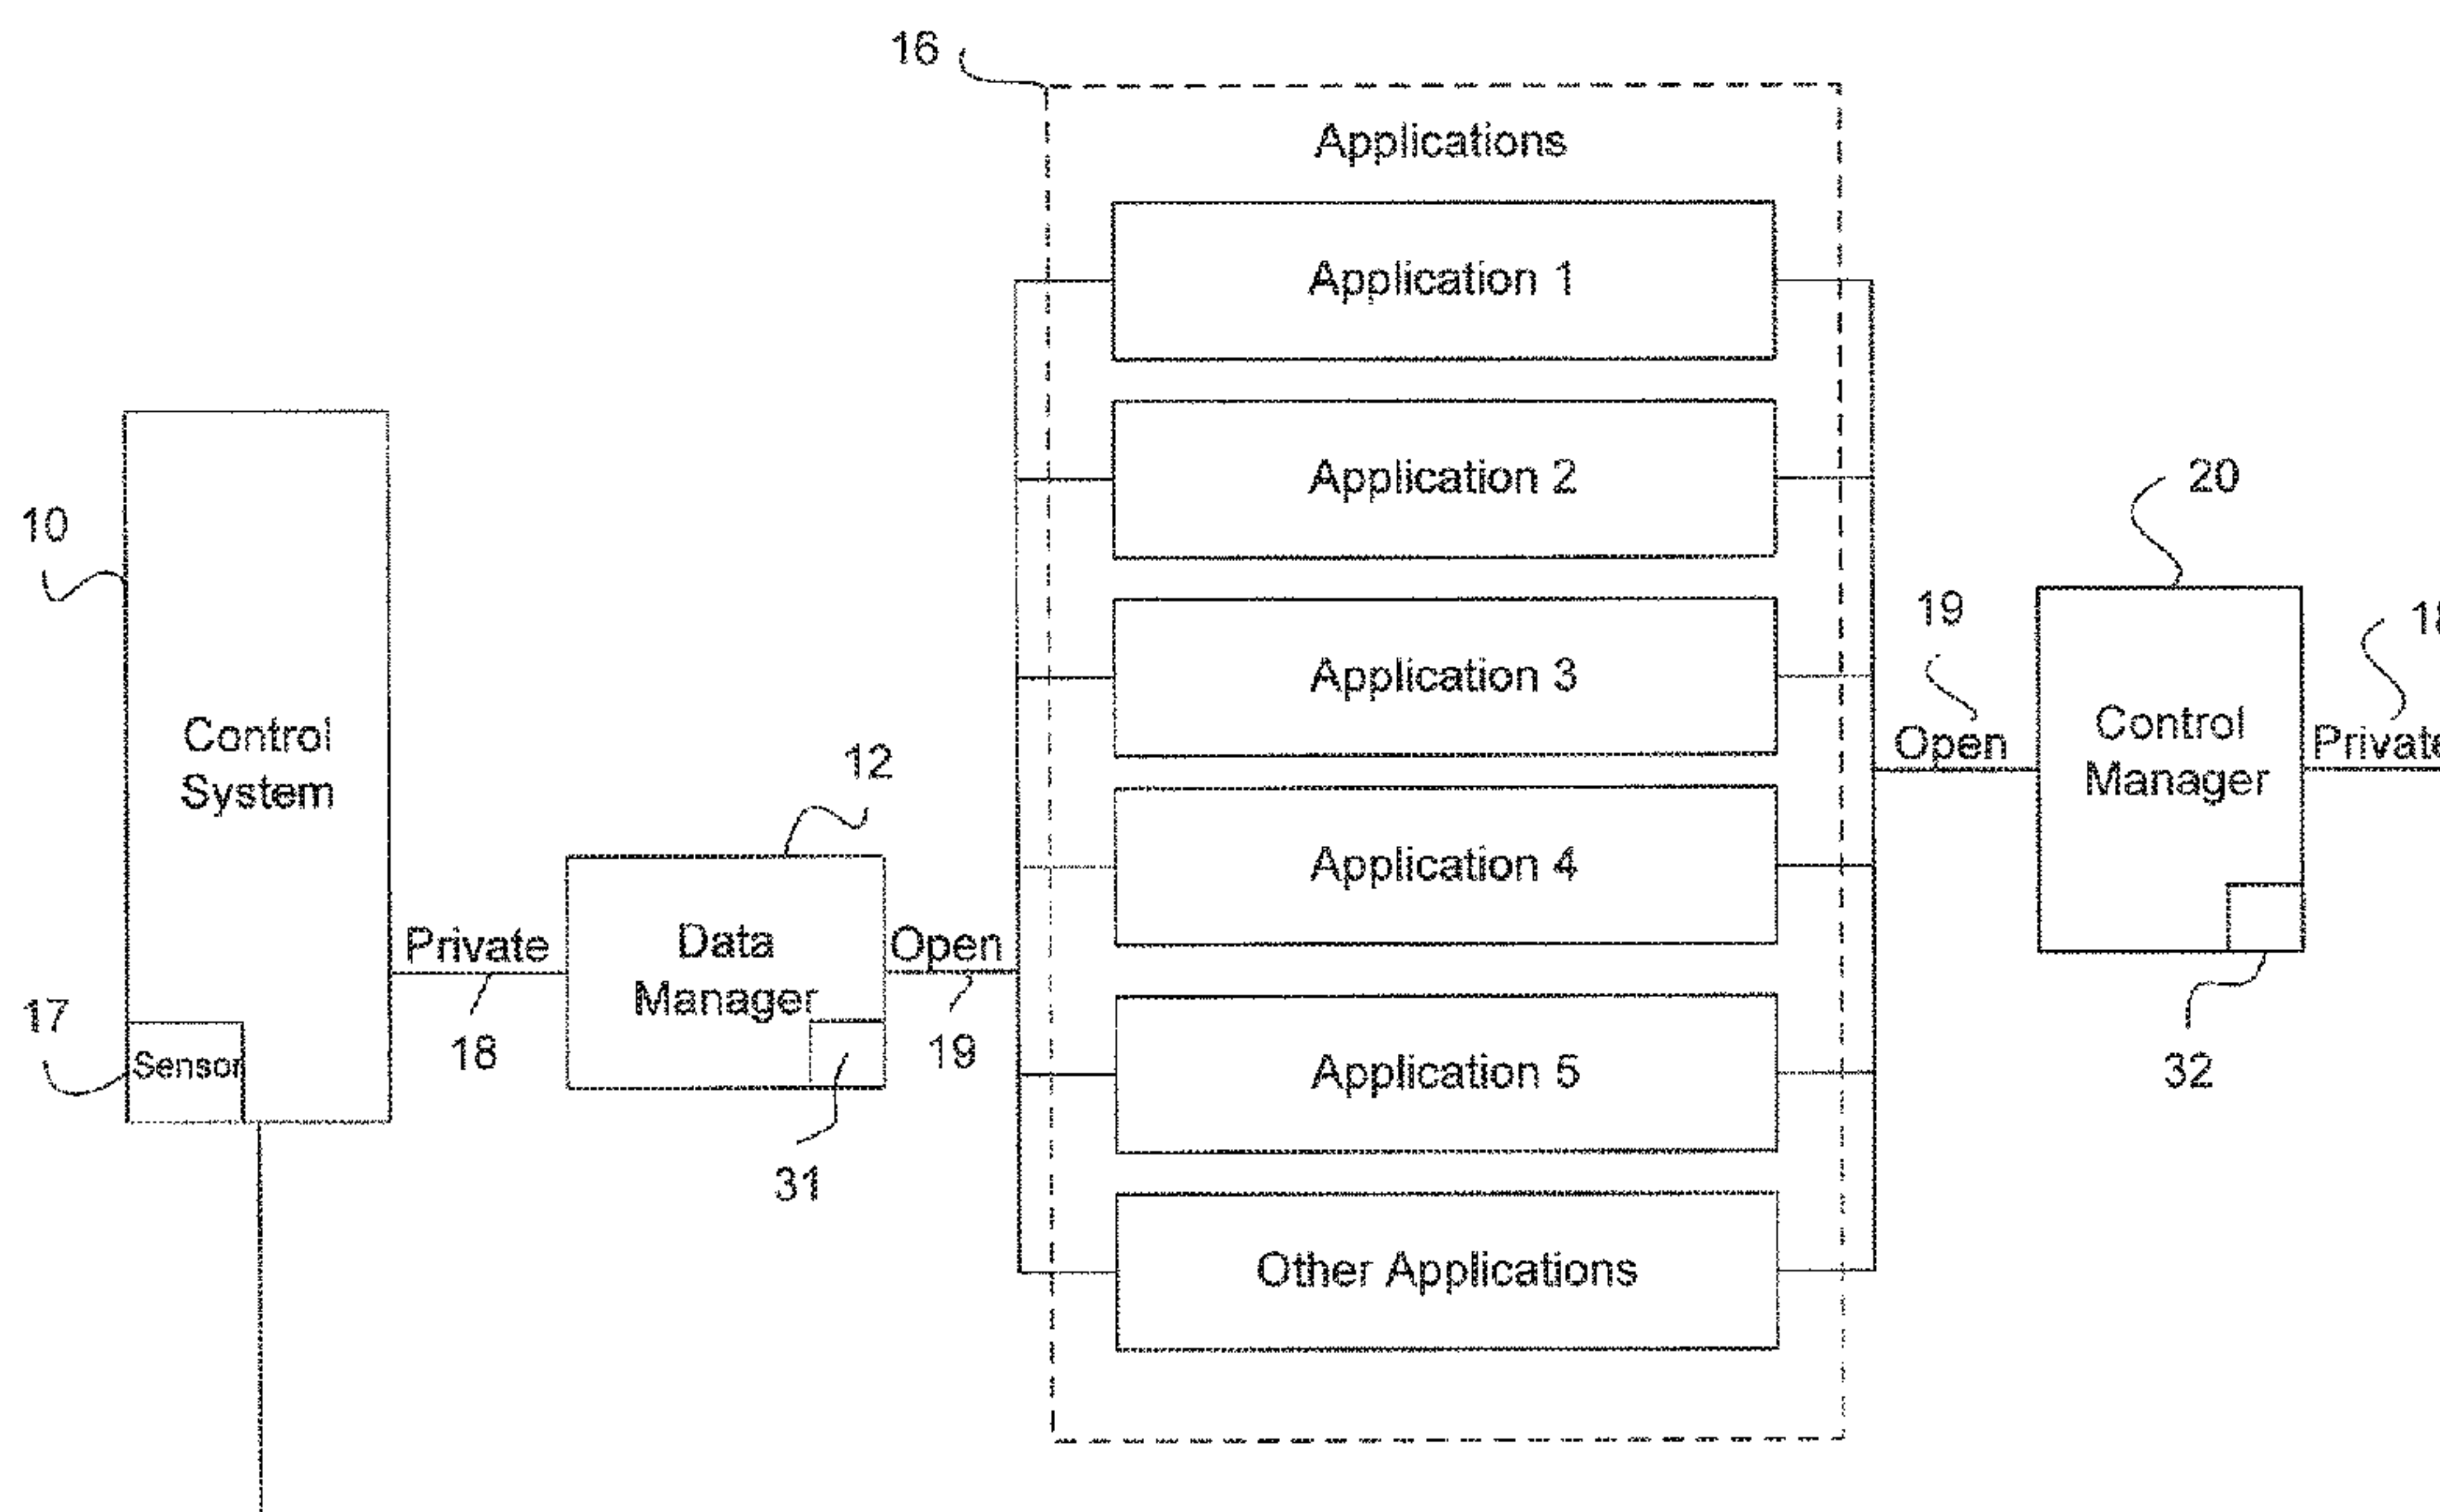 16
Applications
Application 1
Application 2
Application 3
Application 4
Application 5
Other Applications
10
Control
System
17
Sensor
Private
18
12
Data
Manager
31
Open
19
19
Open
20
Control
Manager
32
Private